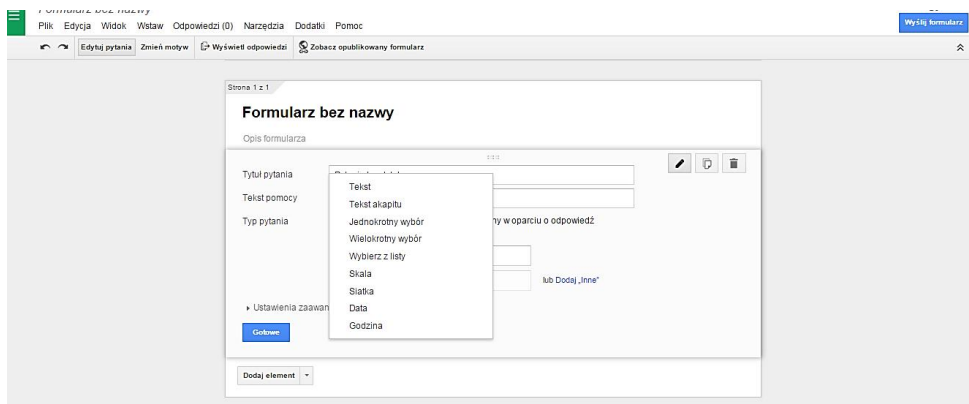 Formularz bez nazwy
Plik Edycja Widok Wstaw Odpowiedzi (0) Narzędzia Dodatki Pomoc
Wyślij formularz
Edytuj pytania Zmień motyw Wyświetl odpowiedzi Zobacz opublikowany formularz
Strona 1 z 1
Formularz bez nazwy
Opis formularza
Tytuł pytania
Tekst pomocy
Typ pytania
Tekst
Tekst akapitu
Jednokrotny wybór
Wielokrotny wybór
Wybierz z listy
Skala
Siatka
Data
Godzina
ny w oparciu o odpowiedź
lub Dodaj „Inne"
Ustawienia zaawan
Gotowe
Dodaj element